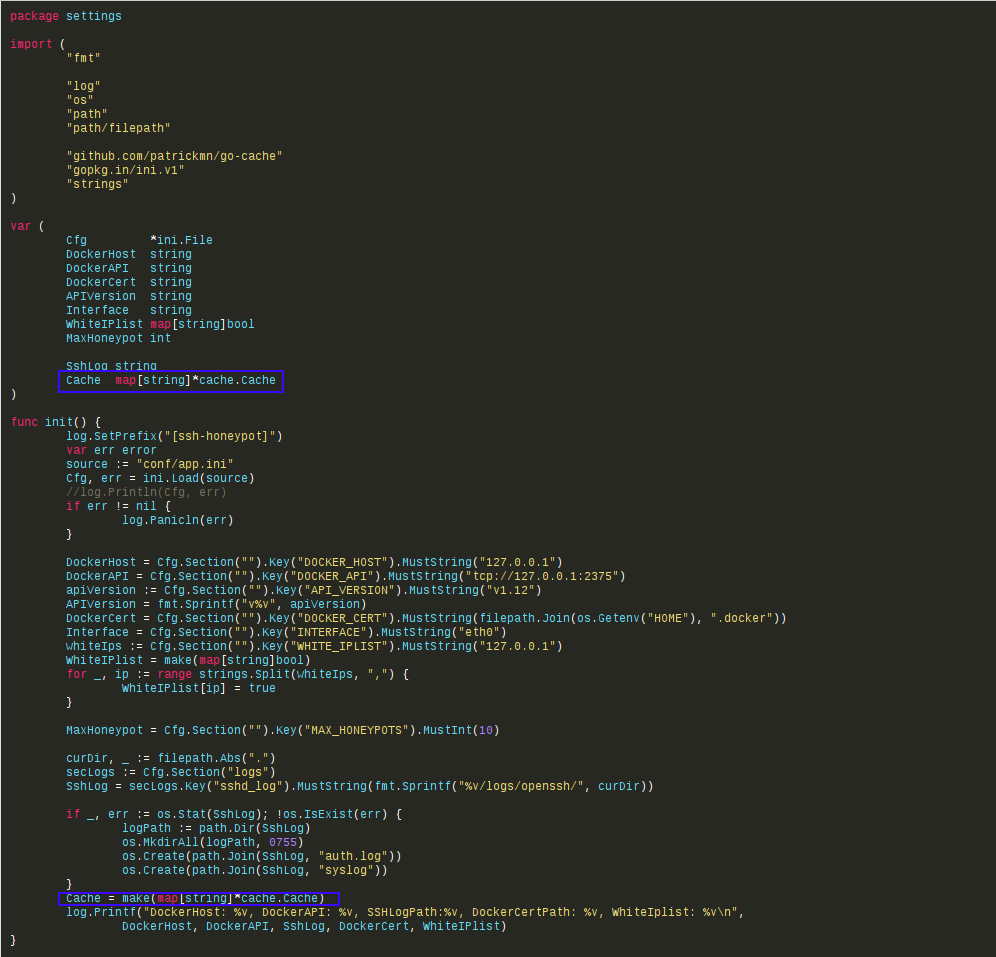 package settings
import (
"fmt"
"log"
"os"
"path"
"path/filepath"
"github.com/patrickmn/go-cache"
"gopkg.in/ini.v1"
"strings"
)
var (
Cfg         *ini.File
DockerHost  string
DockerAPI   string
DockerCert  string
APIVersion  string
Interface   string
WhiteIPlist map[string]bool
MaxHoneypot int
SshLog string
Cache  map[string]*cache.Cache
)
func init() {
log.SetPrefix("[ssh-honeypot]")
var err error
source := "conf/app.ini"
Cfg, err = ini.Load(source)
//log.Println(Cfg, err)
if err != nil {
log.Panicln(err)
}
DockerHost = Cfg.Section("").Key("DOCKER_HOST").MustString("127.0.0.1")
DockerAPI = Cfg.Section("").Key("DOCKER_API").MustString("tcp://127.0.0.1:2375")
apiVersion := Cfg.Section("").Key("API_VERSION").MustString("v1.12")
APIVersion = fmt.Sprintf("v%v", apiVersion)
DockerCert = Cfg.Section("").Key("DOCKER_CERT").MustString(filepath.Join(os.Getenv("HOME"), ".docker"))
Interface = Cfg.Section("").Key("INTERFACE").MustString("eth0")
whiteIps := Cfg.Section("").Key("WHITE_IPLIST").MustString("127.0.0.1")
WhiteIPlist = make(map[string]bool)
for _, ip := range strings.Split(whiteIps, ",") {
WhiteIPlist[ip] = true
}
MaxHoneypot = Cfg.Section("").Key("MAX_HONEYPOTS").MustInt(10)
curDir, _ := filepath.Abs(".")
secLogs := Cfg.Section("logs")
SshLog = secLogs.Key("sshd_log").MustString(fmt.Sprintf("%v/logs/openssh/", curDir))
if _, err := os.Stat(SshLog); !os.IsExist(err) {
logPath := path.Dir(SshLog)
os.MkdirAll(logPath, 0755)
os.Create(path.Join(SshLog, "auth.log"))
os.Create(path.Join(SshLog, "syslog"))
}
Cache = make(map[string]*cache.Cache)
log.Printf("DockerHost: %v, DockerAPI: %v, SSHLogPath:%v, DockerCertPath: %v, WhiteIplist: %v\n",
DockerHost, DockerAPI, SshLog, DockerCert, WhiteIPlist)
}